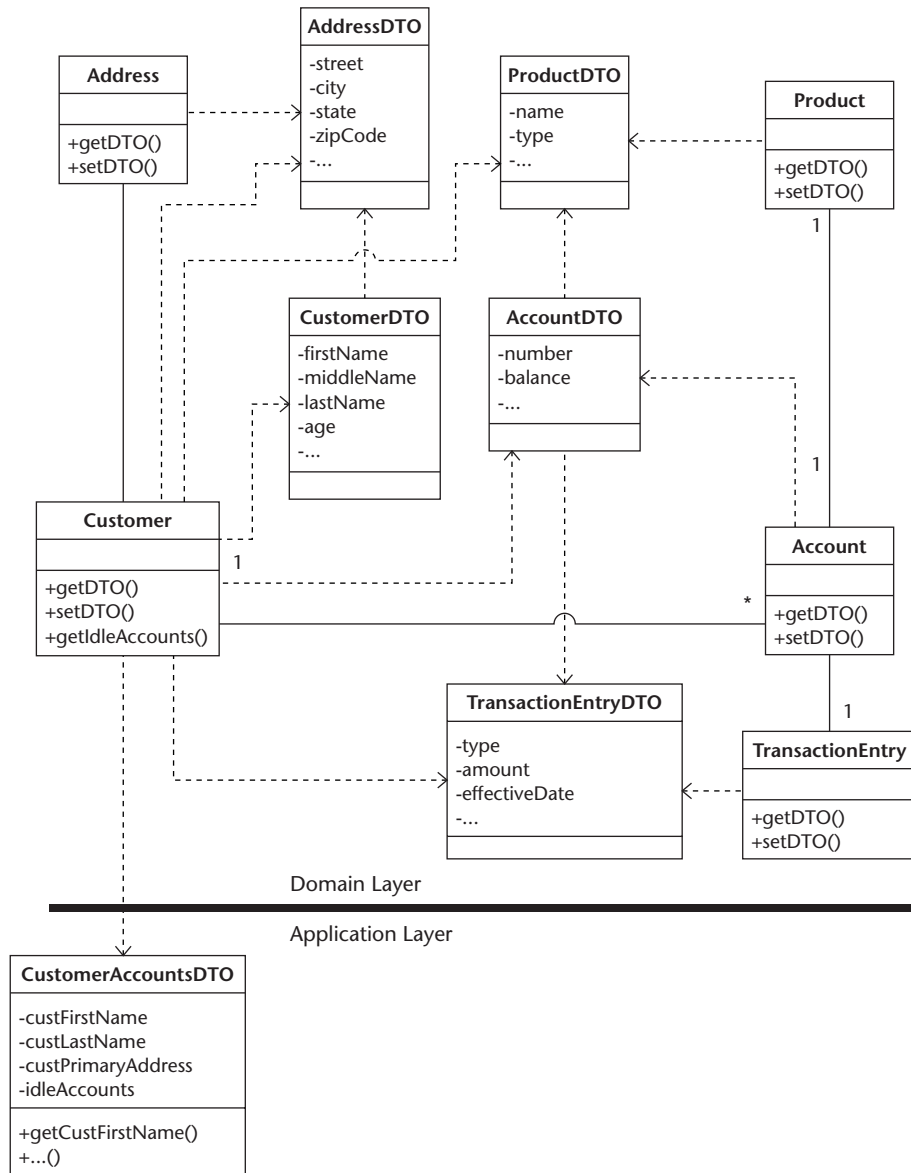 AddressDTO
-street
-city
-state
-zipCode
-...
Address
+getDTO()
+setDTO()
ProductDTO
-name
-type
-...
Product
+getDTO()
+setDTO()
1
CustomerDTO
-firstName
-middleName
-lastName
-age
-...
AccountDTO
-number
-balance
-...
1
Customer
+getDTO()
+setDTO()
+getIdleAccounts()
1
*
Account
+getDTO()
+setDTO()
1
TransactionEntryDTO
-type
-amount
-effectiveDate
-...
TransactionEntry
+getDTO()
+setDTO()
Domain Layer
Application Layer
CustomerAccountsDTO
-custFirstName
-custLastName
-custPrimaryAddress
-idleAccounts
+getCustFirstName()
+...()